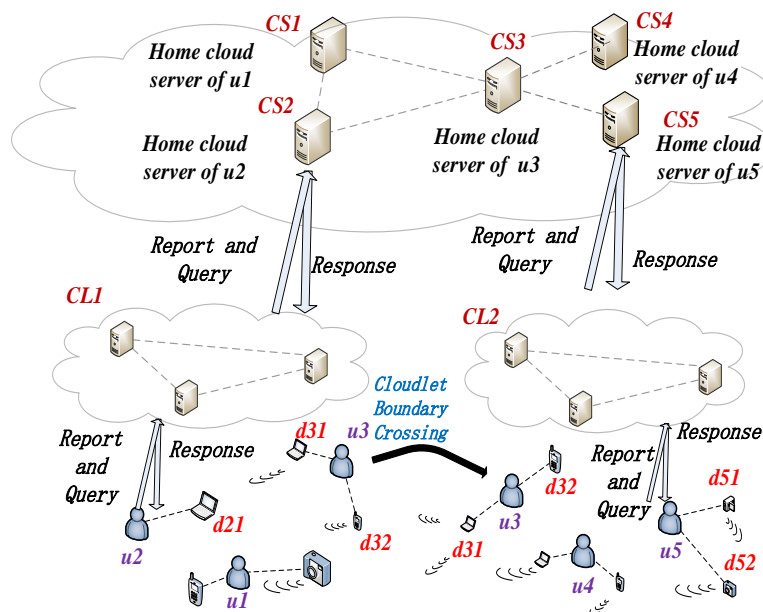 CS1
CS3
CS4
Home cloud
server of u1
Home cloud
server of u4
CS2
CS5
Home cloud
server of u2
Home cloud
server of u3
Home cloud
server of u5
Report and
Query
Response
Report and
Query
Response
CL1
CL2
Cloudlet
Boundary
Crossing
Report
and
Query
Response
d31
u3
d21
u2
d32
u1
Response
Report
and
Query
d32
u3
d31
d51
u5
u4
d52